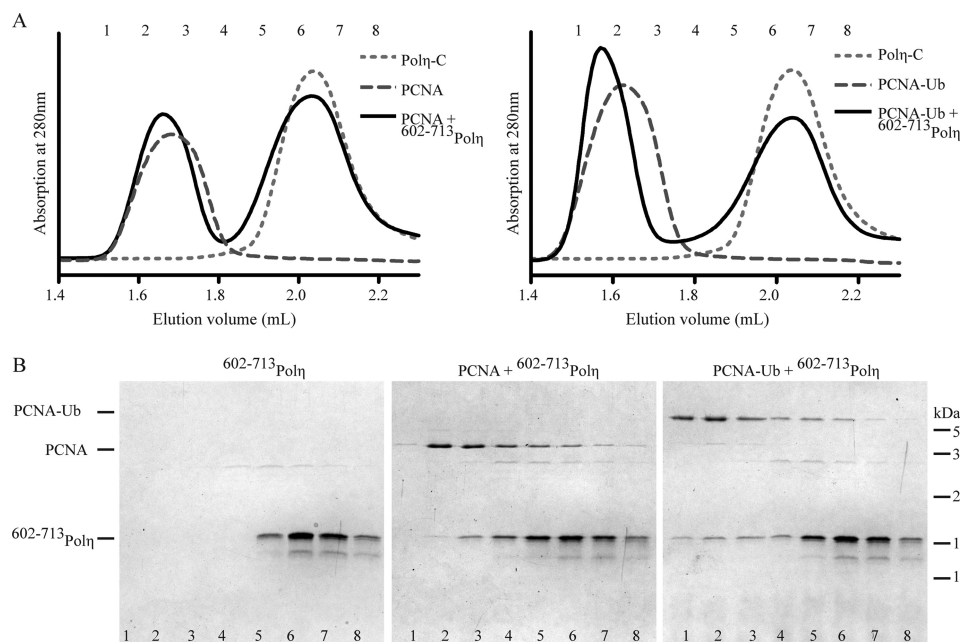 A
1 2 3 4 5 6 7 8
Polη-C
PCNA
PCNA +
602-713Polη
Absorption at 280nm
1.4 1.6 1.8 2.0 2.2
Elution volume (mL)
1 2 3 4 5 6 7 8
Polη-C
PCNA-Ub
PCNA-Ub +
602-713Polη
Absorption at 280nm
1.4 1.6 1.8 2.0 2.2
Elution volume (mL)
B
602-713Polη
PCNA + 602-713Polη
PCNA-Ub + 602-713Polη
PCNA-Ub
PCNA
602-713Polη
kDa
5
3
2
1
1
1 2 3 4 5 6 7 8
1 2 3 4 5 6 7 8
1 2 3 4 5 6 7 8